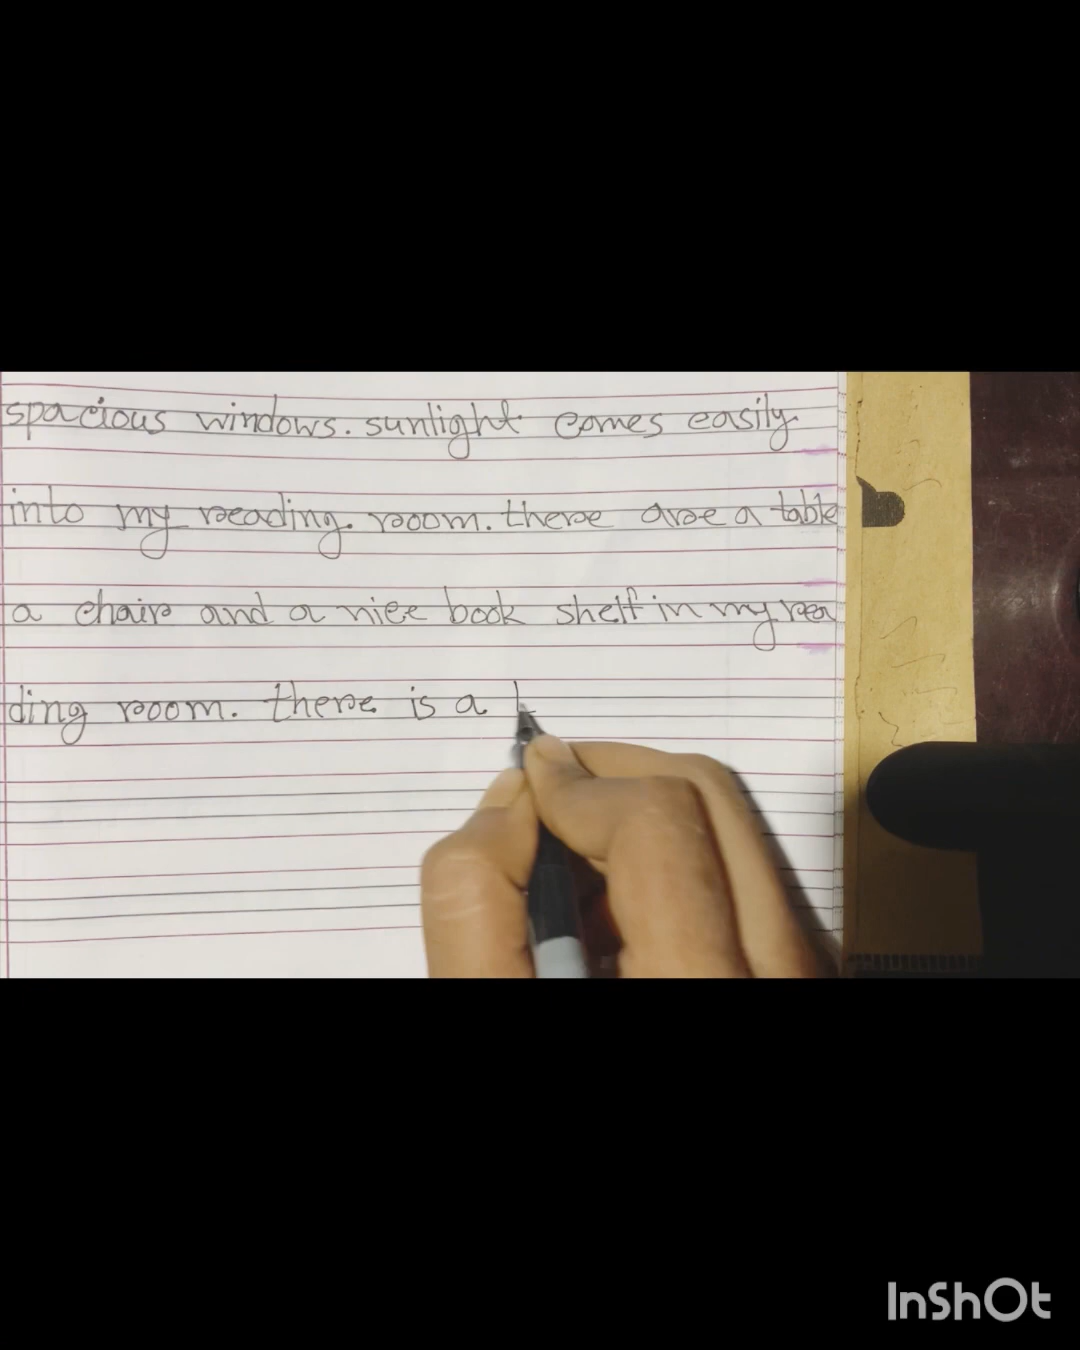 spacious windows. sunlight comes easily
into my reading. room. there are a table
a chair and a nice book shelf in my rea
ding room. there is a
InShOt